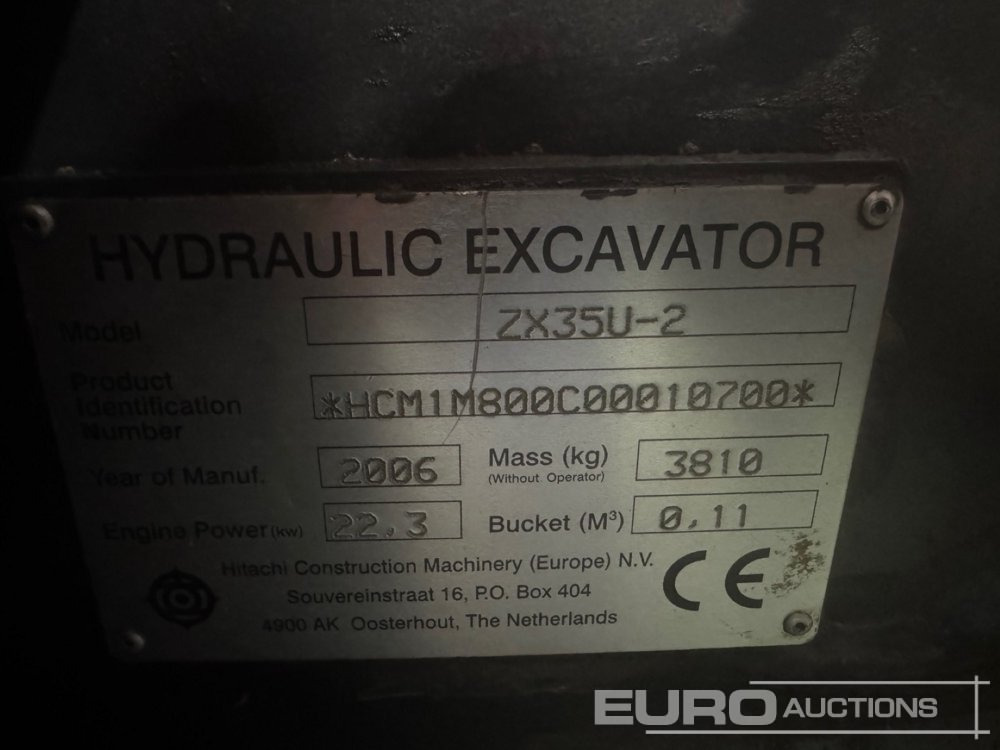 HYDRAULIC EXCAVATOR
Model ZX35U-2
Product Identification Number *HCM1M800C00010700*
Year of Manuf. 2006 Mass (kg) (Without Operator) 3810
Engine Power (kw) 22.3 Bucket (M³) 0.11
Hitachi Construction Machinery (Europe) N.V.
Souvereinstraat 16, P.O. Box 404
4900 AK Oosterhout, The Netherlands
CE
EURO AUCTIONS